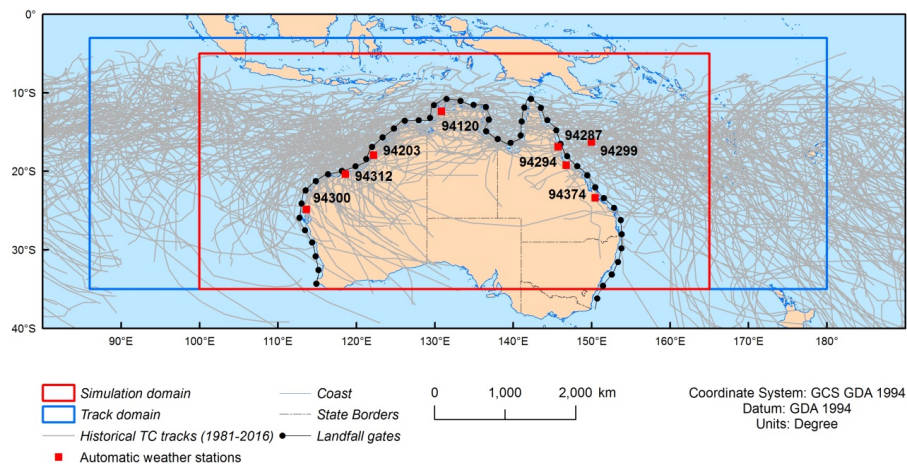 0°
10°S
20°S
30°S
40°S
94120
94287
94299
94203
94294
94312
94374
94300
90°E
100°E
110°E
120°E
130°E
140°E
150°E
160°E
170°E
180°
190°
Simulation domain
Track domain
Historical TC tracks (1981-2016)
Automatic weather stations
Coast
State Borders
Landfall gates
0 1,000 2,000 km
Coordinate System: GCS GDA 1994
Datum: GDA 1994
Units: Degree